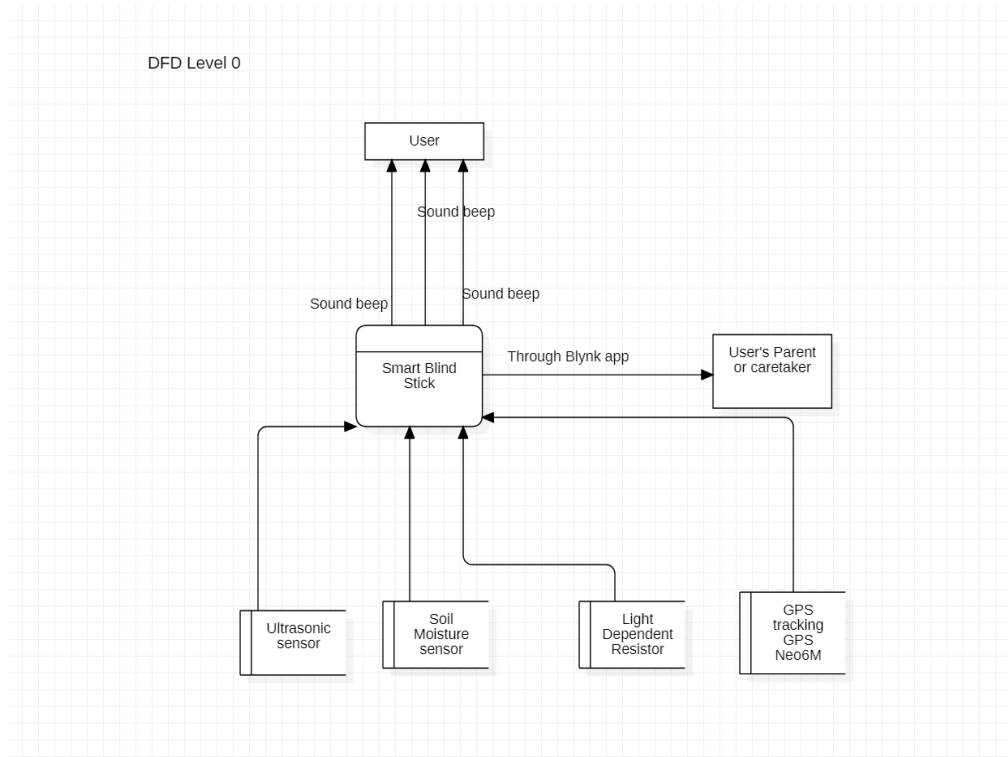 DFD Level 0
User
Sound beep
Sound beep
Sound beep
Smart Blind
Stick
Through Blynk app
User's Parent
or caretaker
Ultrasonic
sensor
Soil
Moisture
sensor
Light
Dependent
Resistor
GPS
tracking
GPS
Neo6M